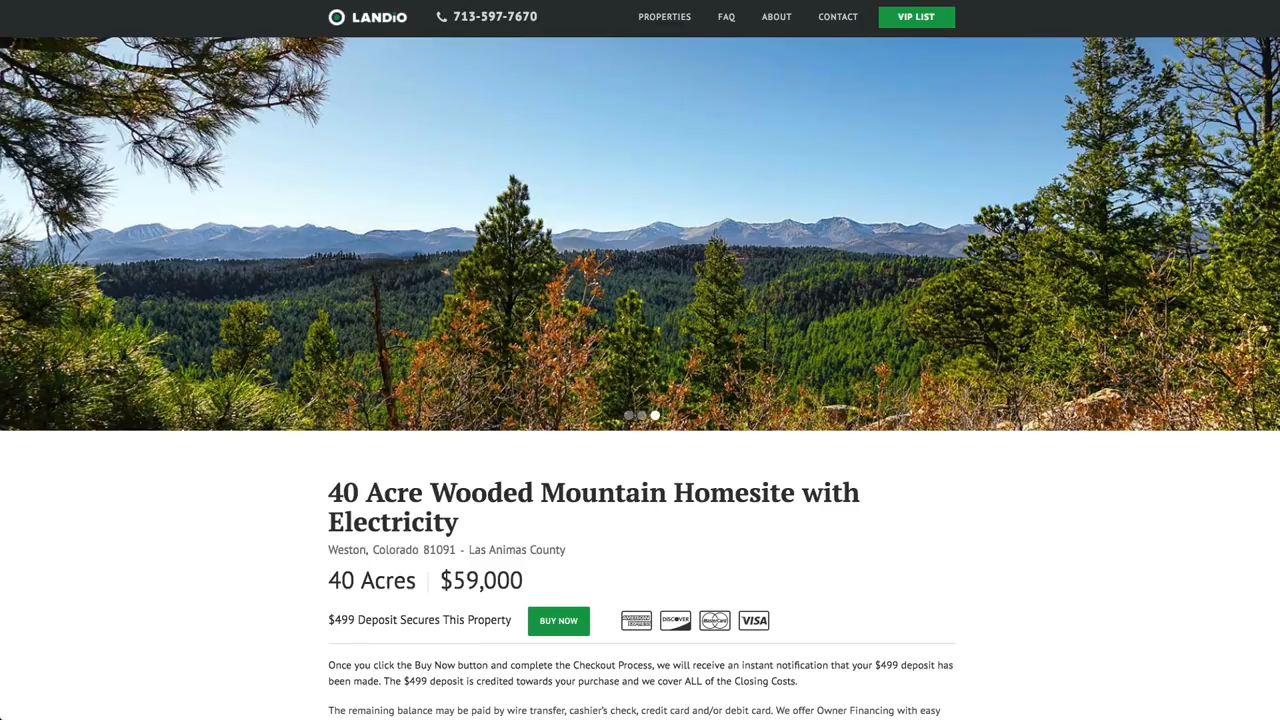 LANDiO 713-597-7670 PROPERTIES FAQ ABOUT CONTACT VIP LIST
40 Acre Wooded Mountain Homesite with
Electricity
Weston, Colorado 81091 - Las Animas County
40 Acres | $59,000
$499 Deposit Secures This Property BUY NOW AMERICAN EXPRESS DISCOVER MasterCard VISA
Once you click the Buy Now button and complete the Checkout Process, we will receive an instant notification that your $499 deposit has
been made. The $499 deposit is credited towards your purchase and we cover ALL of the Closing Costs.
The remaining balance may be paid by wire transfer, cashier's check, credit card and/or debit card. We offer Owner Financing with easy